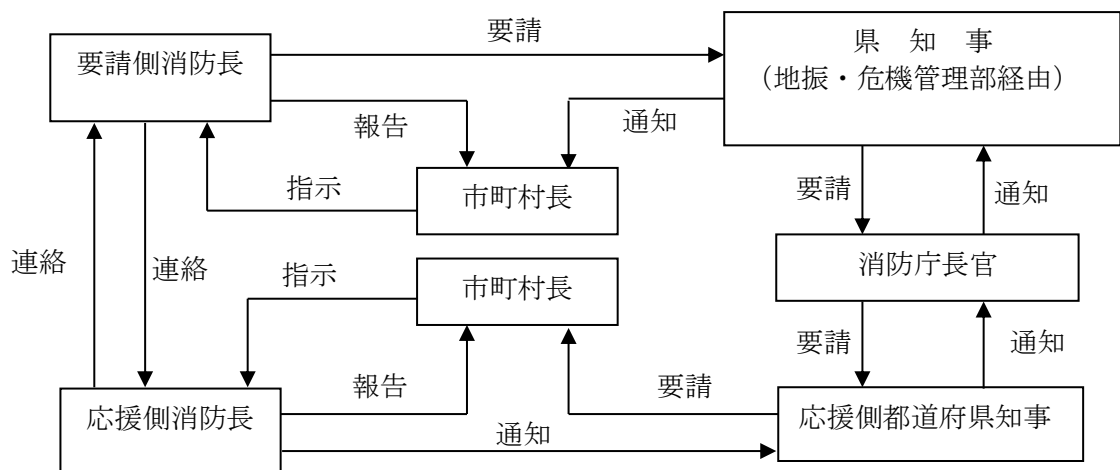 要請
要請側消防長
県 知 事
（地振・危機管理部経由）
報告
通知
指示
市町村長
要請
通知
連絡
連絡
消防庁長官
指示
市町村長
要請
通知
報告
要請
応援側消防長
応援側都道府県知事
通知